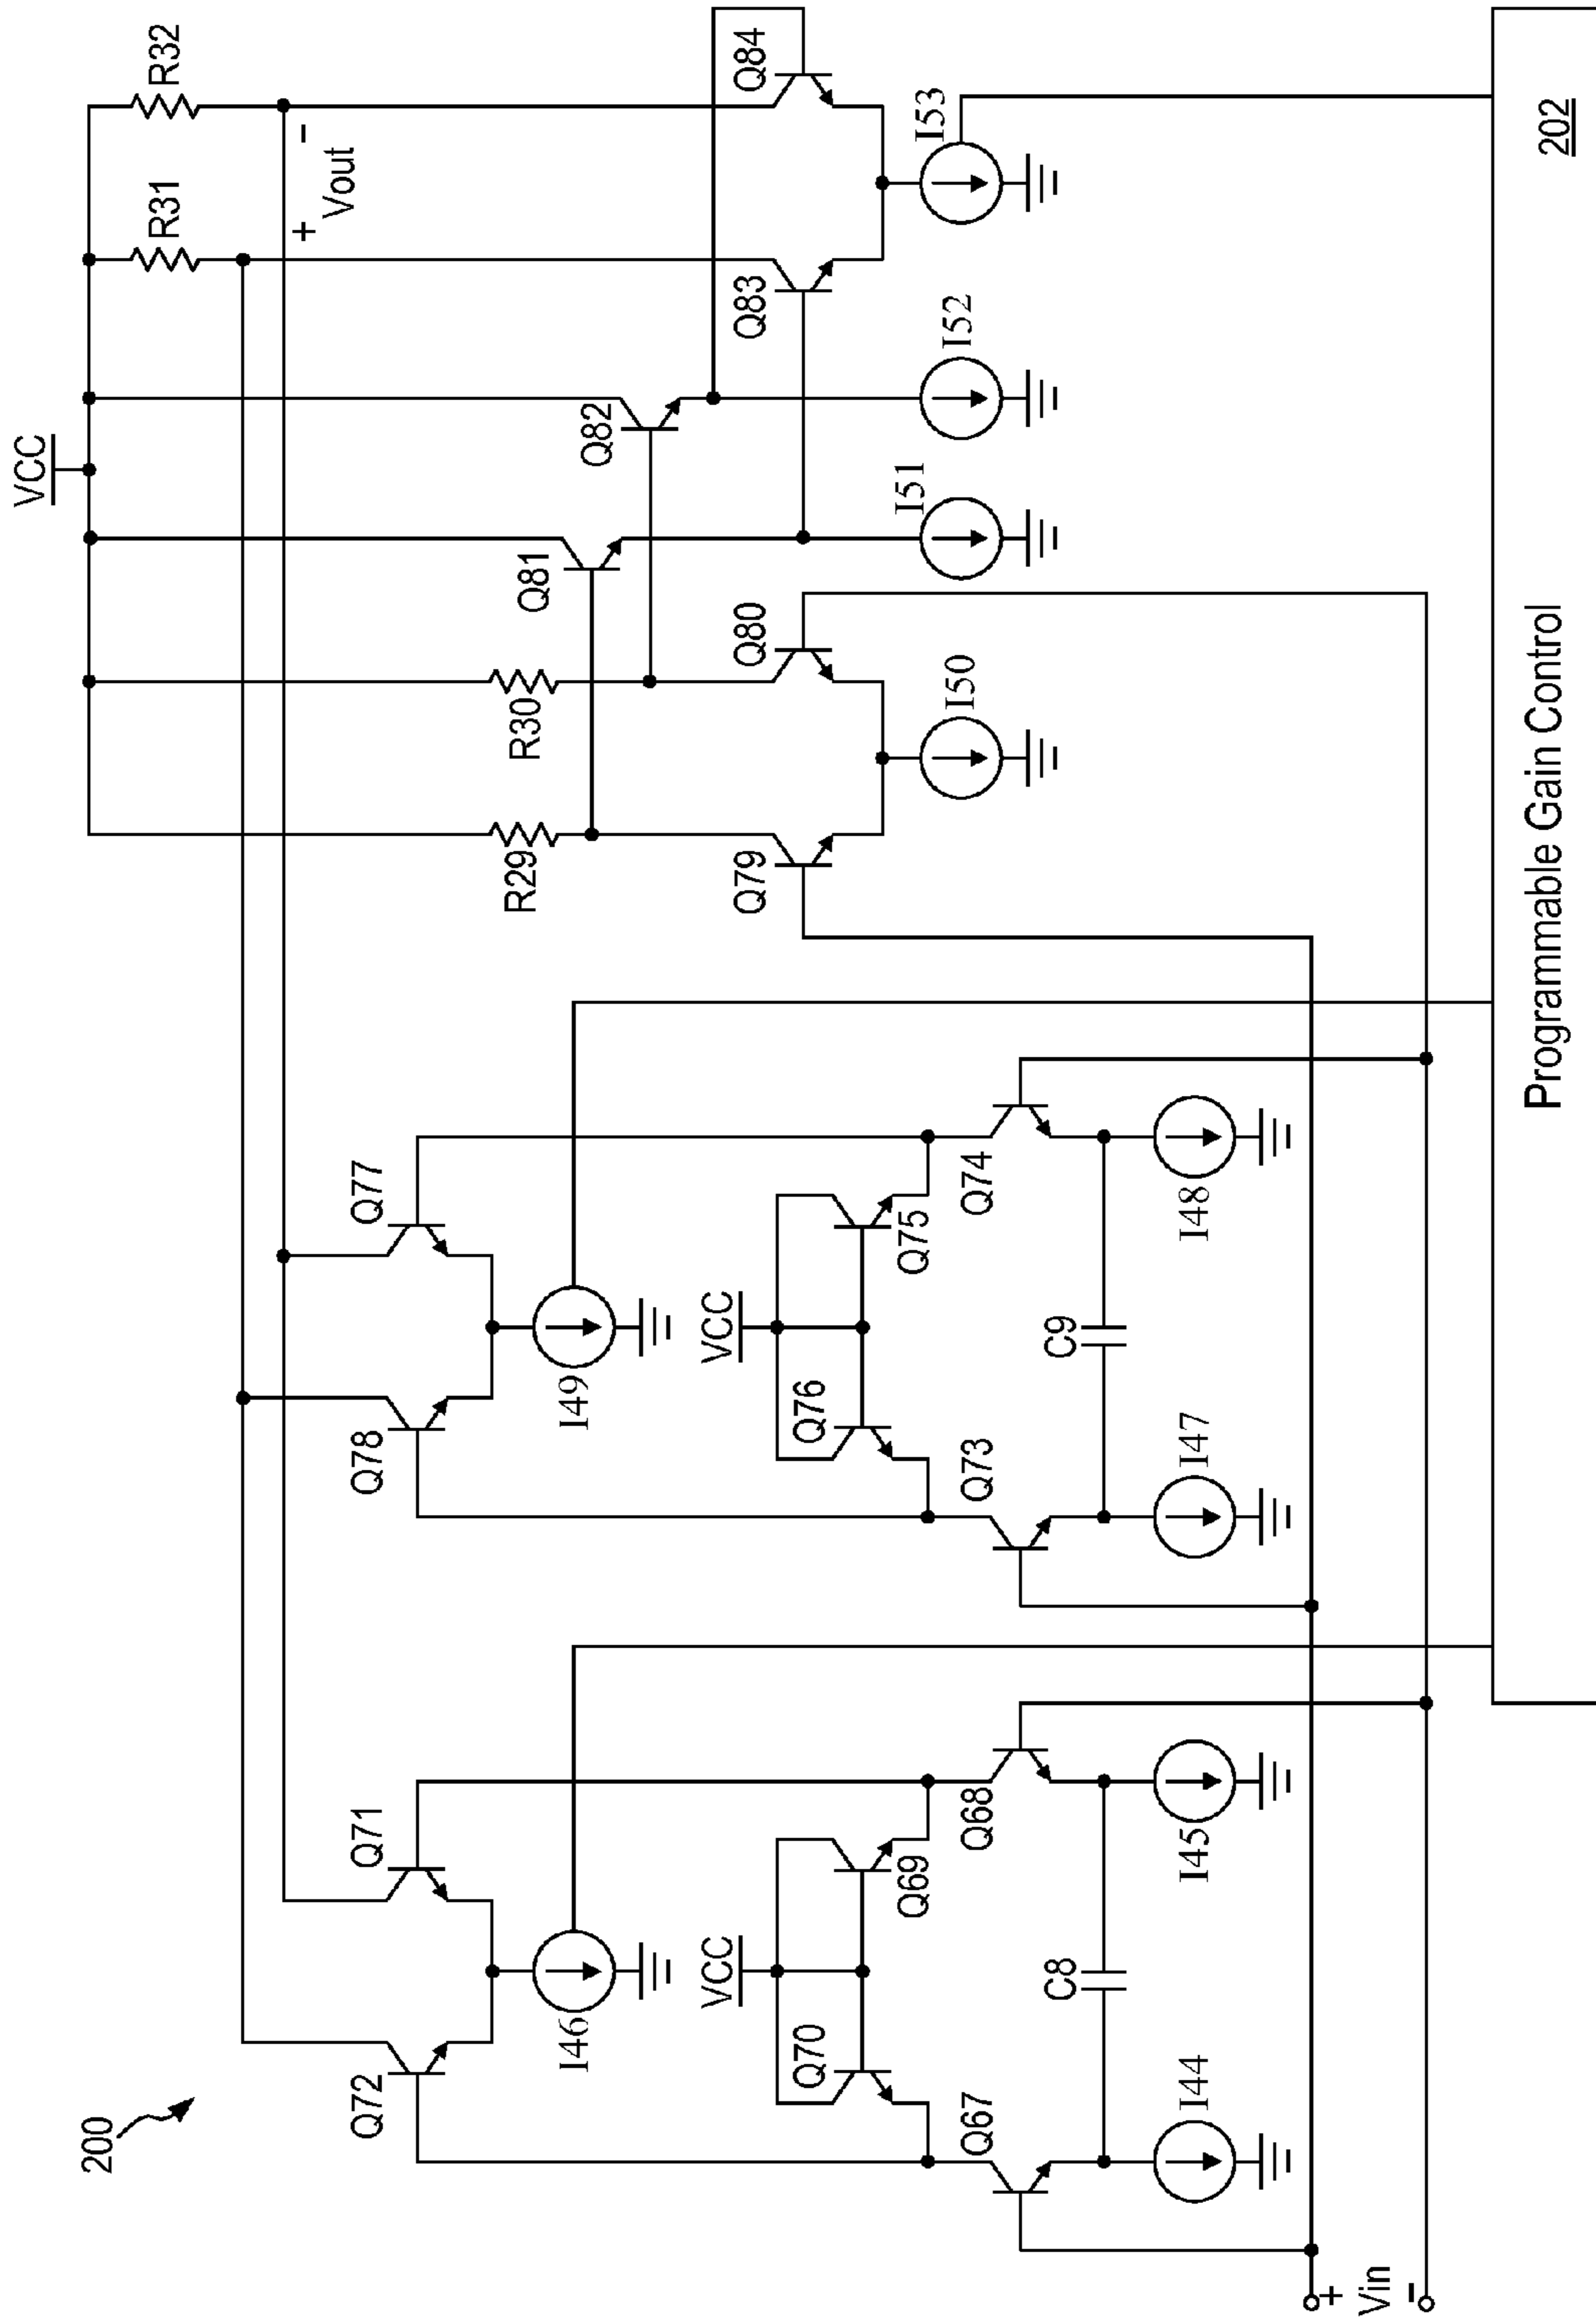 200
VCC
R31
R32
+ Vout −
Q72
Q71
Q78
Q77
I46
I49
R29
R30
Q81
Q82
VCC
VCC
Q70
Q69
Q76
Q75
Q79
Q80
Q83
Q84
Q67
Q68
Q73
Q74
I50
I51
I52
I53
C8
C9
I44
I45
I47
I48
+
Vin
−
Programmable Gain Control
202